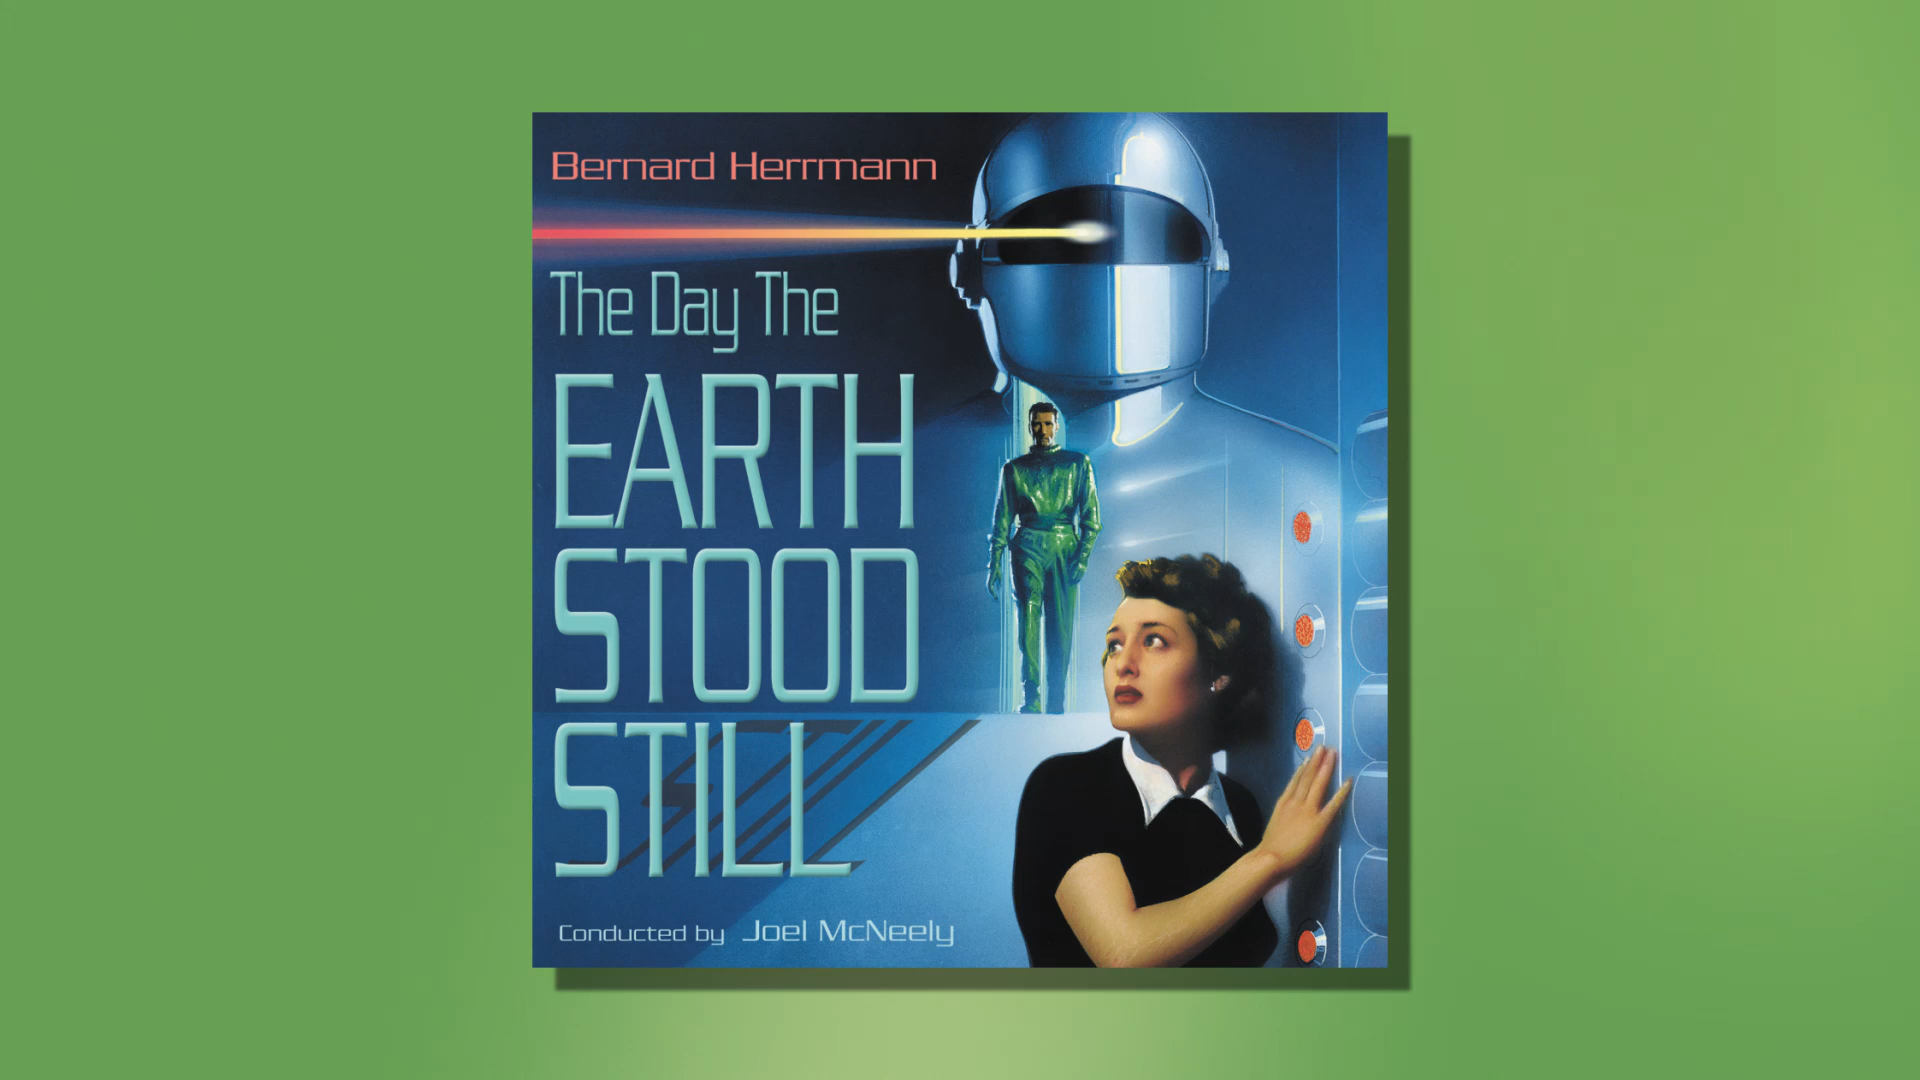 Bernard Herrmann
The Day The
EARTH
STOOD
STILL
Conducted by Joel McNeely